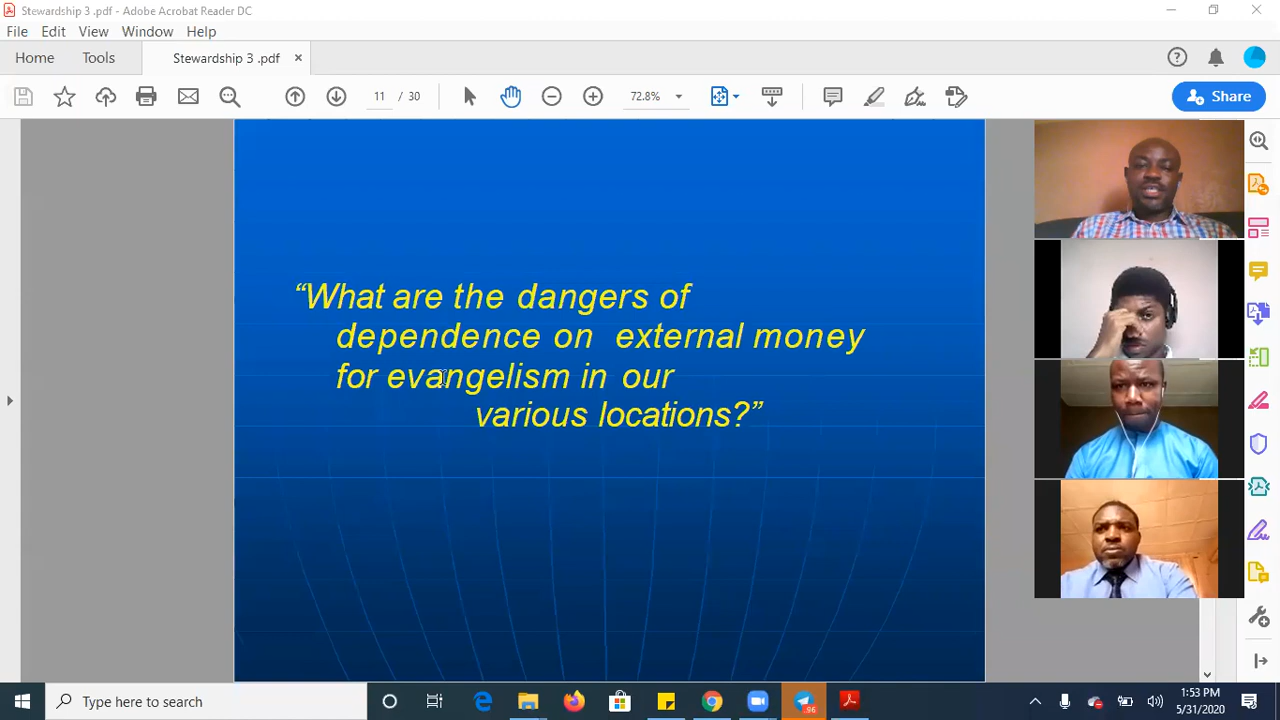 Stewardship 3 .pdf - Adobe Acrobat Reader DC
File Edit View Window Help
Home Tools Stewardship 3 .pdf ×
11 / 30 72.8% Share
“What are the dangers of
dependence on external money
for evangelism in our
various locations?”
Type here to search
96
1:53 PM
5/31/2020